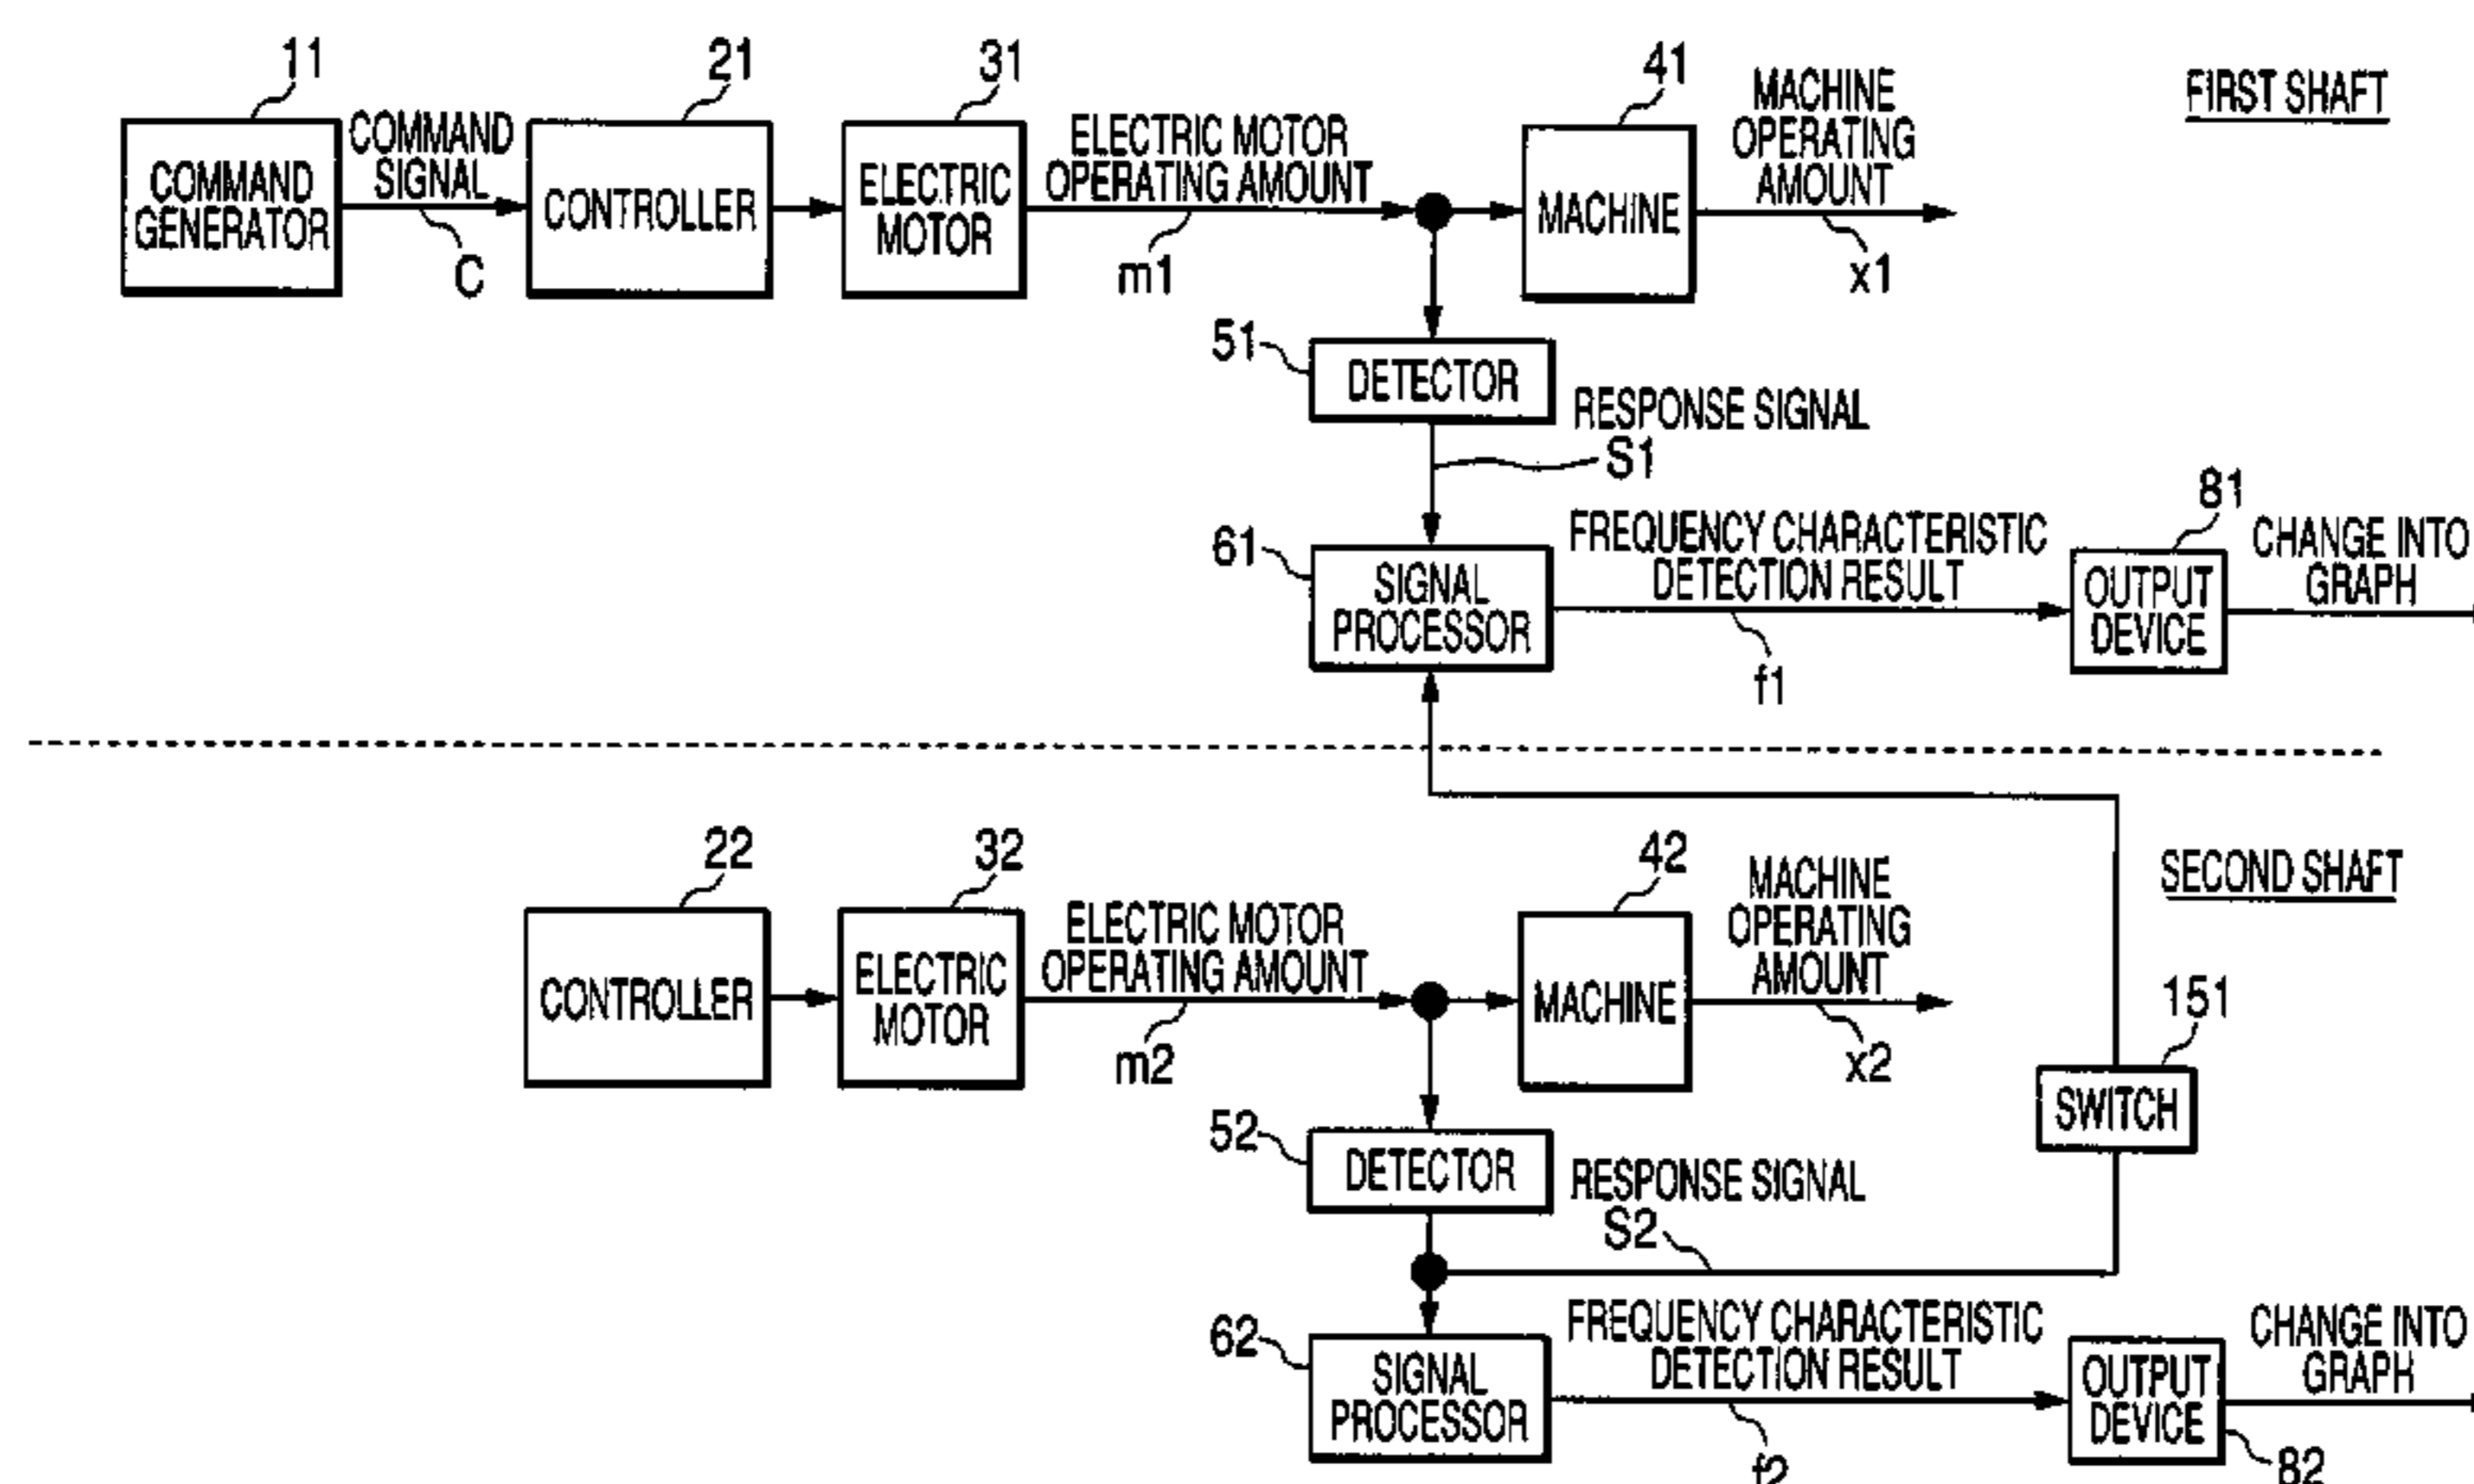 11
21
31
41
COMMAND
SIGNAL
ELECTRIC MOTOR
OPERATING AMOUNT
MACHINE
OPERATING
AMOUNT
FIRST SHAFT
COMMAND
GENERATOR
CONTROLLER
ELECTRIC
MOTOR
MACHINE
C
m1
x1
51
DETECTOR
RESPONSE SIGNAL
S1
81
61
SIGNAL
PROCESSOR
FREQUENCY CHARACTERISTIC
DETECTION RESULT
OUTPUT
DEVICE
CHANGE INTO
GRAPH
f1
22
32
42
ELECTRIC MOTOR
OPERATING AMOUNT
MACHINE
OPERATING
AMOUNT
SECOND SHAFT
CONTROLLER
ELECTRIC
MOTOR
MACHINE
m2
x2
151
SWITCH
52
DETECTOR
RESPONSE SIGNAL
S2
62
SIGNAL
PROCESSOR
FREQUENCY CHARACTERISTIC
DETECTION RESULT
OUTPUT
DEVICE
CHANGE INTO
GRAPH
f2
82